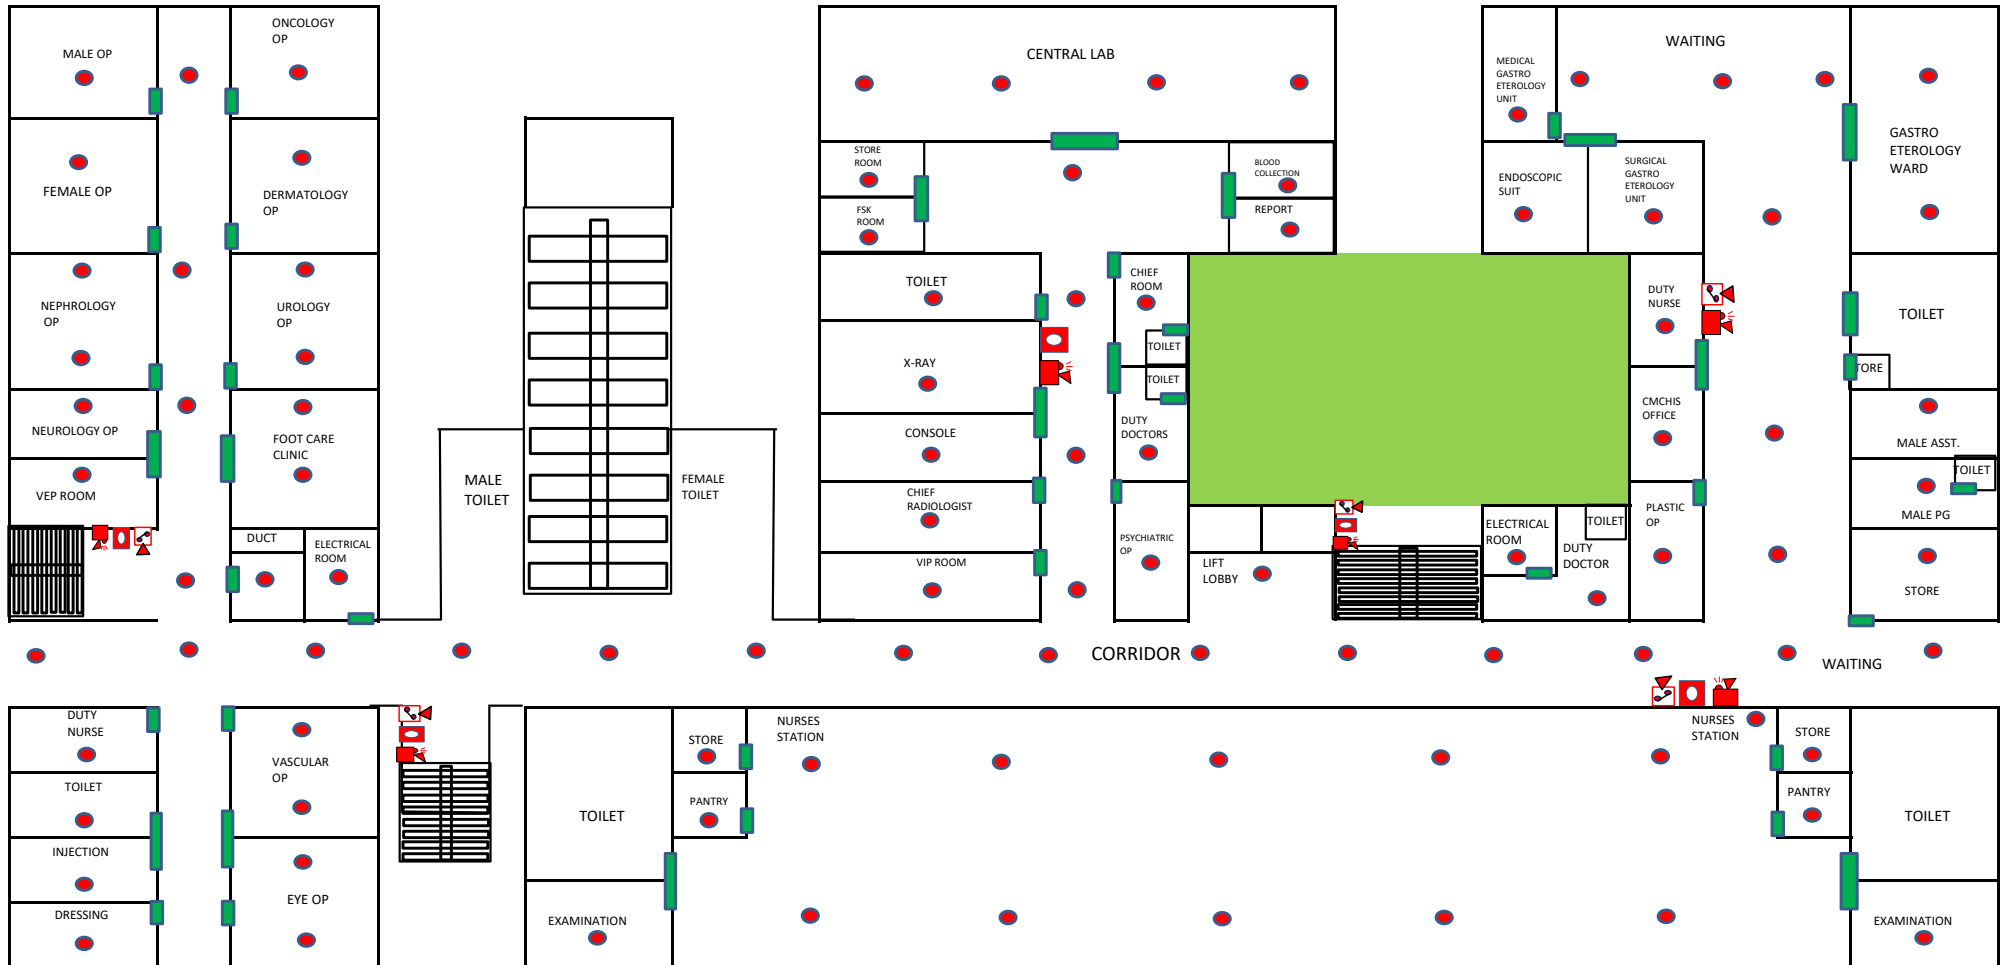 MALE OP
ONCOLOGY
OP
FEMALE OP
DERMATOLOGY
OP
NEPHROLOGY
OP
UROLOGY
OP
NEUROLOGY OP
FOOT CARE
CLINIC
VEP ROOM
DUCT
ELECTRICAL
ROOM
MALE
TOILET
FEMALE
TOILET
CENTRAL LAB
STORE
ROOM
FSK
ROOM
BLOOD
COLLECTION
REPORT
TOILET
X-RAY
CONSOLE
CHIEF
RADIOLOGIST
VIP ROOM
CHIEF
ROOM
TOILET
TOILET
DUTY
DOCTORS
PSYCHIATRIC
OP
LIFT
LOBBY
WAITING
MEDICAL
GASTRO
ETEROLOGY
UNIT
ENDOSCOPIC
SUIT
SURGICAL
GASTRO
ETEROLOGY
UNIT
GASTRO
ETEROLOGY
WARD
DUTY
NURSE
CMCHIS
OFFICE
PLASTIC
OP
ELECTRICAL
ROOM
TOILET
DUTY
DOCTOR
TOILET
TORE
MALE ASST.
TOILET
MALE PG
STORE
CORRIDOR
WAITING
DUTY
NURSE
TOILET
INJECTION
DRESSING
VASCULAR
OP
EYE OP
TOILET
EXAMINATION
STORE
PANTRY
NURSES
STATION
NURSES
STATION
STORE
PANTRY
TOILET
EXAMINATION